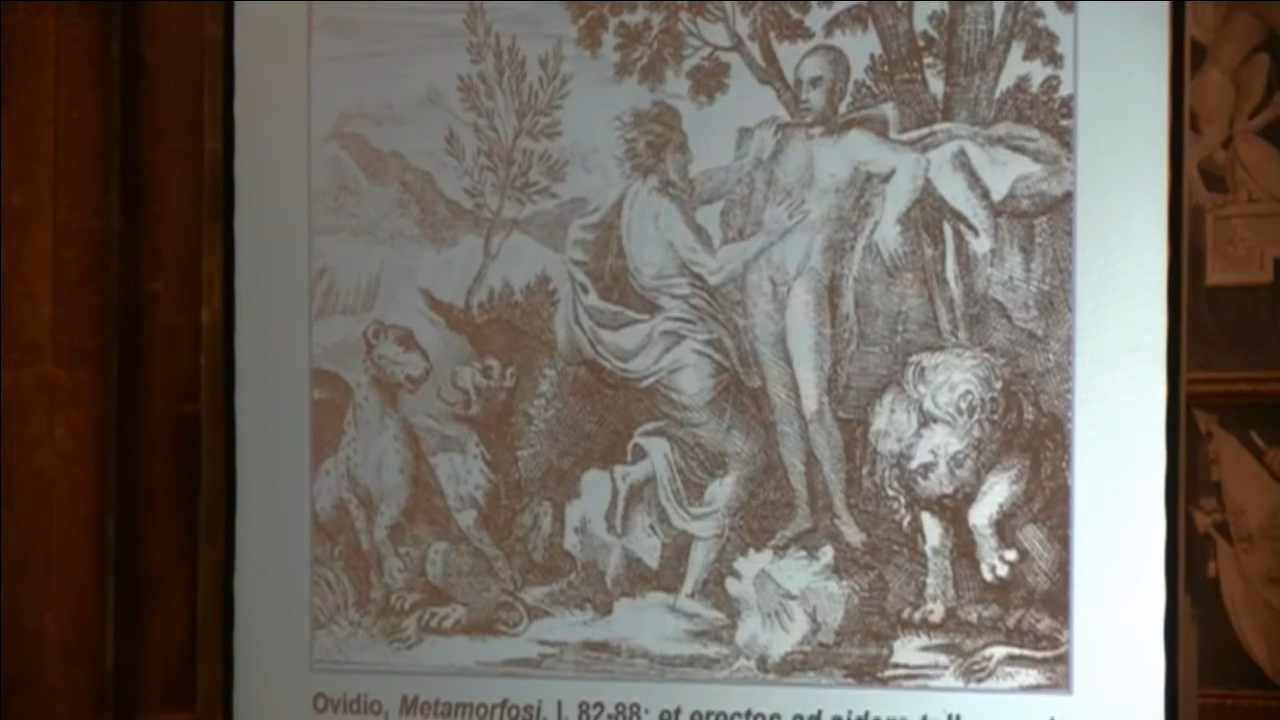 Ovidio, Metamorfosi, I, 82-88: et erectos ad sidera